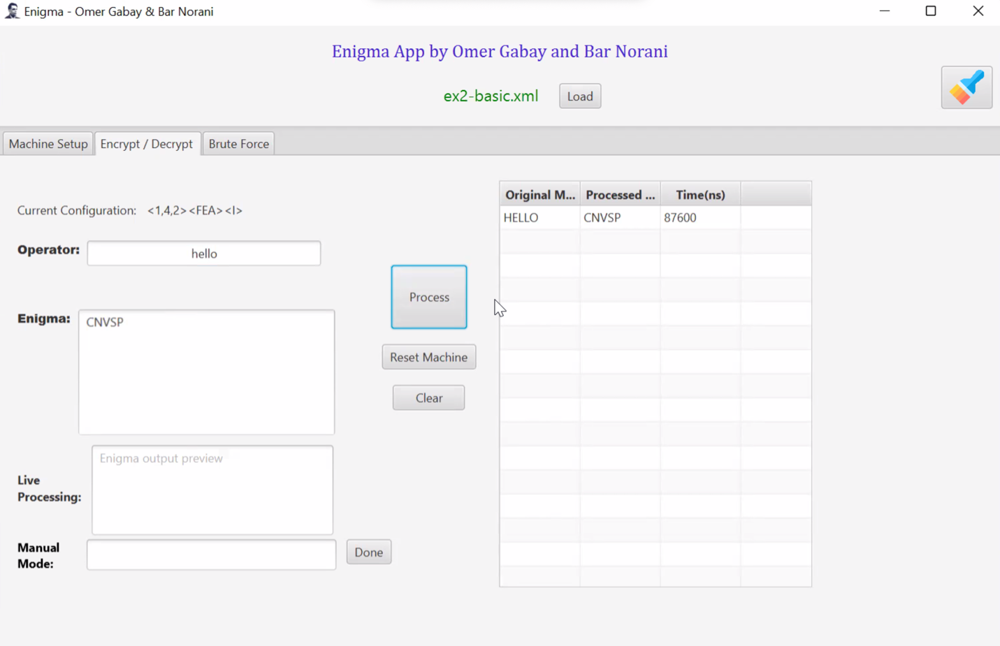 Enigma - Omer Gabay & Bar Norani
Enigma App by Omer Gabay and Bar Norani
ex2-basic.xml
Load
Machine Setup
Encrypt / Decrypt
Brute Force
Current Configuration: <1,4,2><FEA><I>
Operator:
hello
Enigma:
CNVSP
Process
Reset Machine
Clear
Live
Processing:
Enigma output preview
Manual
Mode:
Done
Original M... Processed ... Time(ns)
HELLO CNVSP 87600